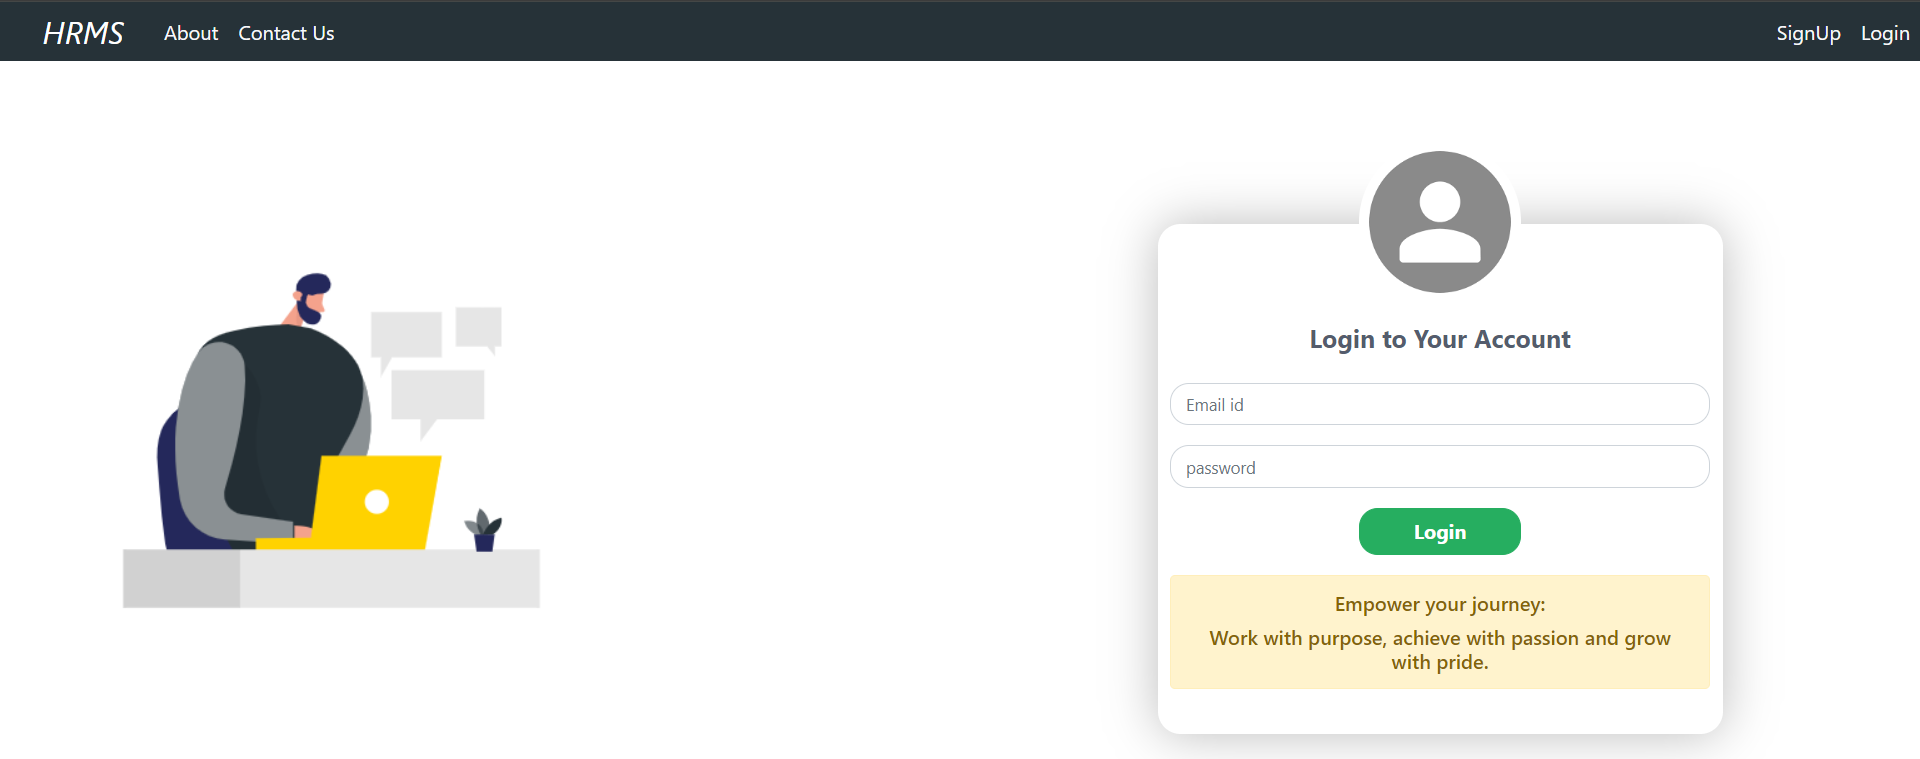 HRMS About Contact Us SignUp Login
Login to Your Account
Email id
password
Login
Empower your journey:
Work with purpose, achieve with passion and grow
with pride.